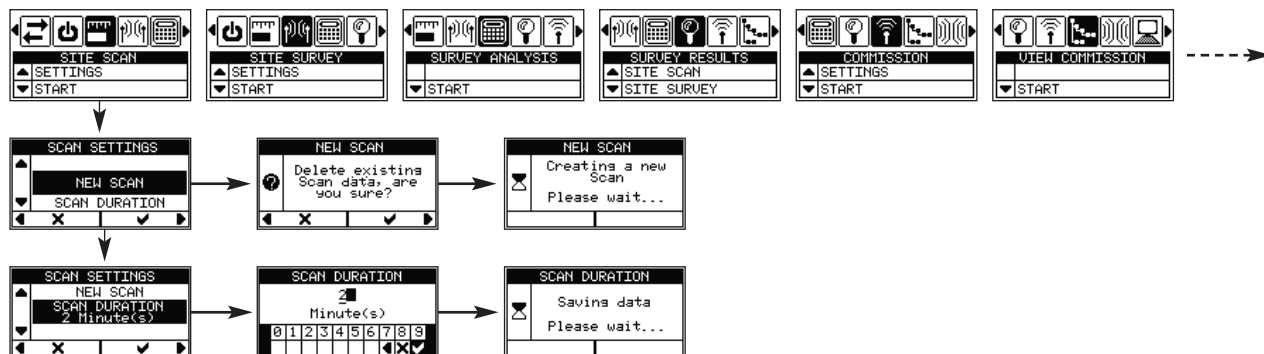 SITE SCAN
SETTINGS
START
SITE SURVEY
SETTINGS
START
SURVEY ANALYSIS
START
SURVEY RESULTS
SITE SCAN
SITE SURVEY
COMMISSION
SETTINGS
START
VIEW COMMISSION
START
SCAN SETTINGS
NEW SCAN
SCAN DURATION
NEW SCAN
Delete existing
Scan data, are
you sure?
NEW SCAN
Creating a new
Scan
Please wait...
SCAN SETTINGS
NEW SCAN
SCAN DURATION
2 Minute(s)
SCAN DURATION
2
Minute(s)
0 1 2 3 4 5 6 7 8 9
SCAN DURATION
Saving data
Please wait...